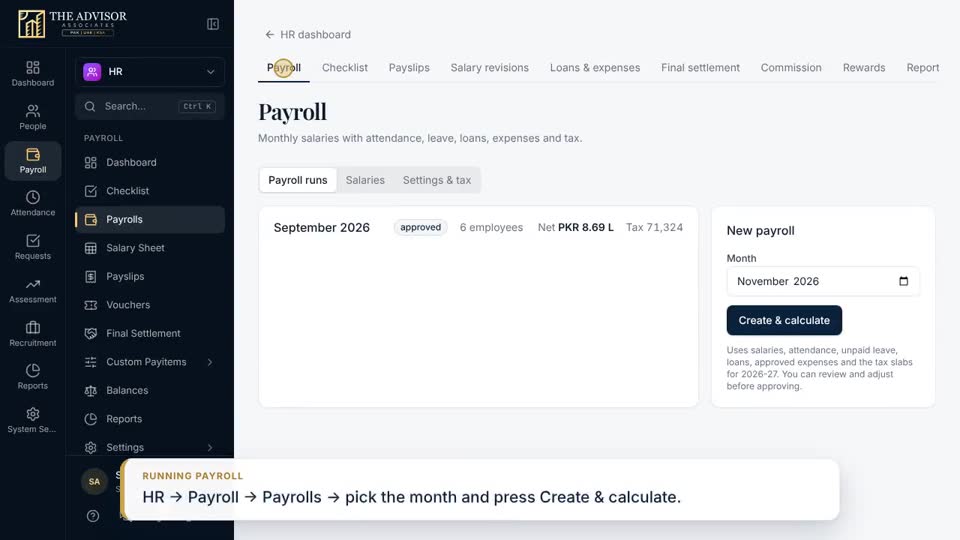 THE ADVISOR
ASSOCIATES
PAK | UAE | KSA
Dashboard
People
Payroll
Attendance
Requests
Assessment
Recruitment
Reports
System Se...
HR
Search...
Ctrl K
PAYROLL
Dashboard
Checklist
Payrolls
Salary Sheet
Payslips
Vouchers
Final Settlement
Custom Payitems
Balances
Reports
Settings
SA
← HR dashboard
Payroll Checklist Payslips Salary revisions Loans & expenses Final settlement Commission Rewards Report
Payroll
Monthly salaries with attendance, leave, loans, expenses and tax.
Payroll runs Salaries Settings & tax
September 2026 approved 6 employees Net PKR 8.69 L Tax 71,324
New payroll
Month
November 2026
Create & calculate
Uses salaries, attendance, unpaid leave,
loans, approved expenses and the tax slabs
for 2026-27. You can review and adjust
before approving.
RUNNING PAYROLL
HR → Payroll → Payrolls → pick the month and press Create & calculate.